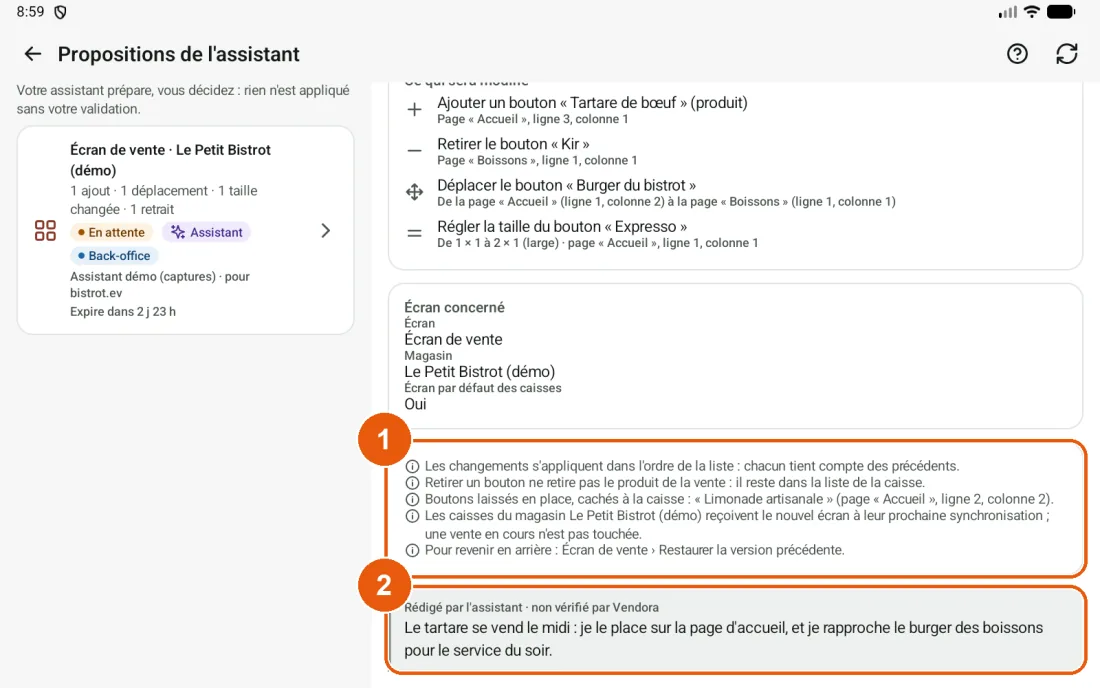 8:59
Propositions de l'assistant
Votre assistant prépare, vous décidez : rien n'est appliqué
sans votre validation.
Écran de vente · Le Petit Bistrot
(démo)
1 ajout · 1 déplacement · 1 taille
changée · 1 retrait
En attente
Assistant
Back-office
Assistant démo (captures) · pour
bistrot.ev
Expire dans 2 j 23 h
Ce qui sera modifié
Ajouter un bouton « Tartare de bœuf » (produit)
Page « Accueil », ligne 3, colonne 1
Retirer le bouton « Kir »
Page « Boissons », ligne 1, colonne 1
Déplacer le bouton « Burger du bistrot »
De la page « Accueil » (ligne 1, colonne 2) à la page « Boissons » (ligne 1, colonne 1)
Régler la taille du bouton « Expresso »
De 1 × 1 à 2 × 1 (large) · page « Accueil », ligne 1, colonne 1
Écran concerné
Écran
Écran de vente
Magasin
Le Petit Bistrot (démo)
Écran par défaut des caisses
Oui
1
Les changements s'appliquent dans l'ordre de la liste : chacun tient compte des précédents.
Retirer un bouton ne retire pas le produit de la vente : il reste dans la liste de la caisse.
Boutons laissés en place, cachés à la caisse : « Limonade artisanale » (page « Accueil », ligne 2, colonne 2).
Les caisses du magasin Le Petit Bistrot (démo) reçoivent le nouvel écran à leur prochaine synchronisation ;
une vente en cours n'est pas touchée.
Pour revenir en arrière : Écran de vente › Restaurer la version précédente.
2
Rédigé par l'assistant · non vérifié par Vendora
Le tartare se vend le midi : je le place sur la page d'accueil, et je rapproche le burger des boissons
pour le service du soir.